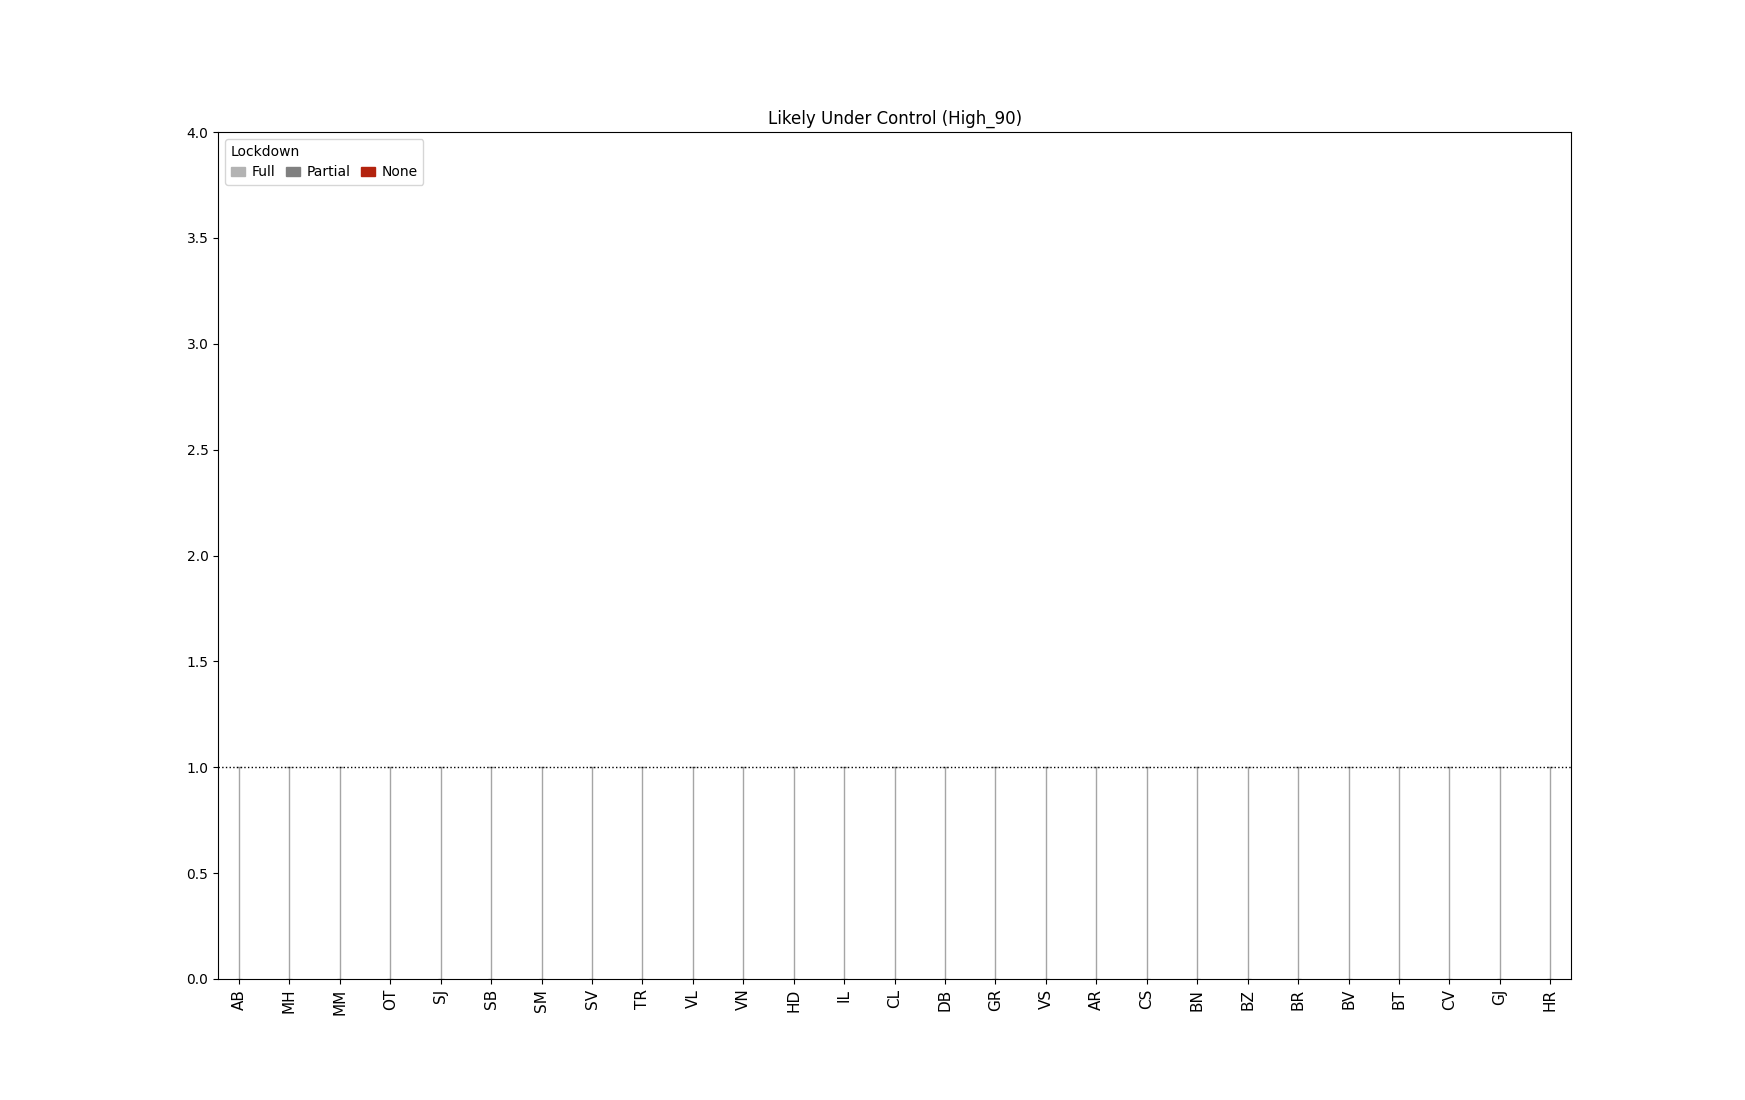 Likely Under Control (High_90)
Lockdown
Full Partial None
4.0
3.5
3.0
2.5
2.0
1.5
1.0
0.5
0.0
AB MH MM OT SJ SB SM SV TR VL VN HD IL CL DB GR VS AR CS BN BZ BR BV BT CV GJ HR